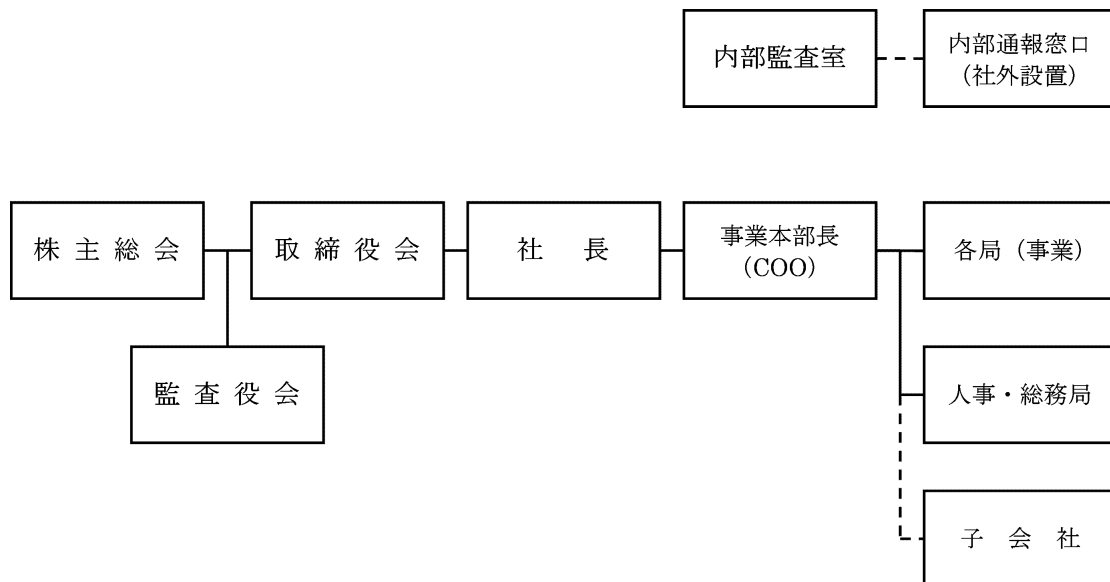 内部監査室
内部通報窓口
（社外設置）
株主総会
取締役会
社長
事業本部長
(COO)
各局（事業）
監査役会
人事・総務局
子会社